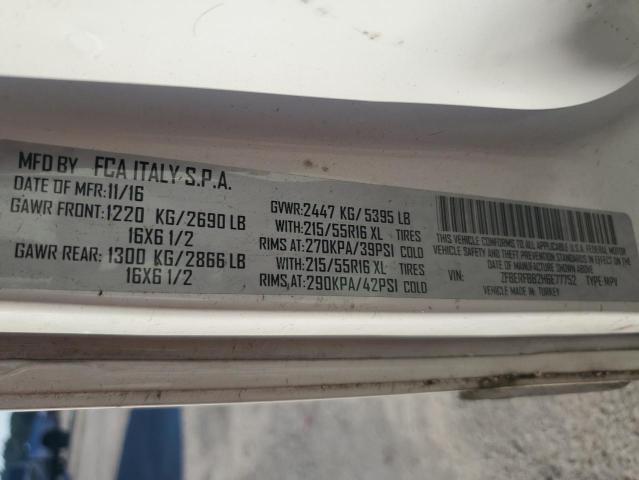 MFD BY FCA ITALY S.P.A.
DATE OF MFR: 11/16
GAWR FRONT: 1220 KG/2690 LB
16X6 1/2
GAWR REAR: 1300 KG/2866 LB
16X6 1/2
GVWR: 2447 KG/ 5395 LB
WITH: 215/55R16 XL TIRES
RIMS AT: 270KPA/39PSI COLD
WITH: 215/55R16 XL TIRES
RIMS AT: 290KPA/42PSI COLD
THIS VEHICLE CONFORMS TO ALL APPLICABLE U.S.A. FEDERAL MOTOR
VEHICLE SAFETY AND THEFT PREVENTION STANDARDS IN EFFECT ON THE
DATE OF MANUFACTURE SHOWN ABOVE.
VIN: ZFBERFBB2H6E77752 TYPE: MPV
MADE IN: TURKEY